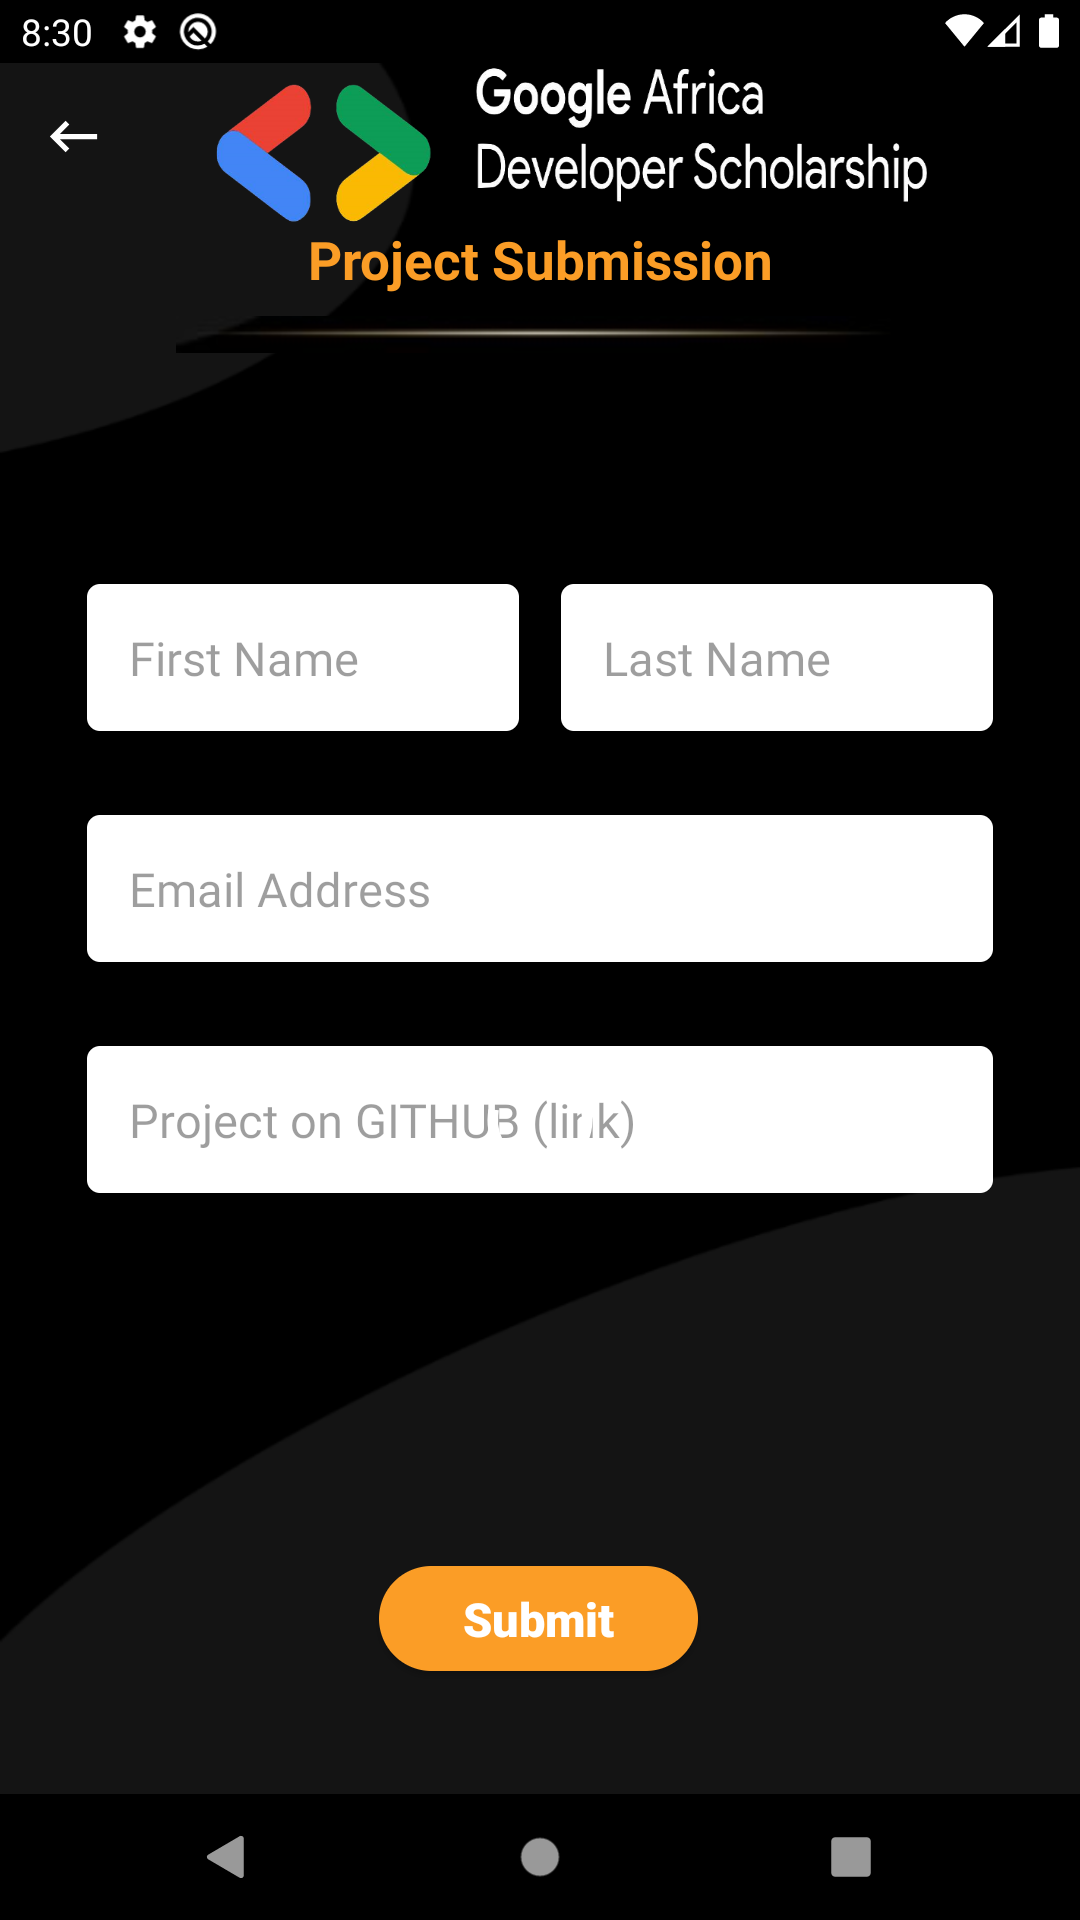 8:30
Google Africa
Developer Scholarship
Project Submission
First Name
Last Name
Email Address
Project on GITHUB (link)
Submit